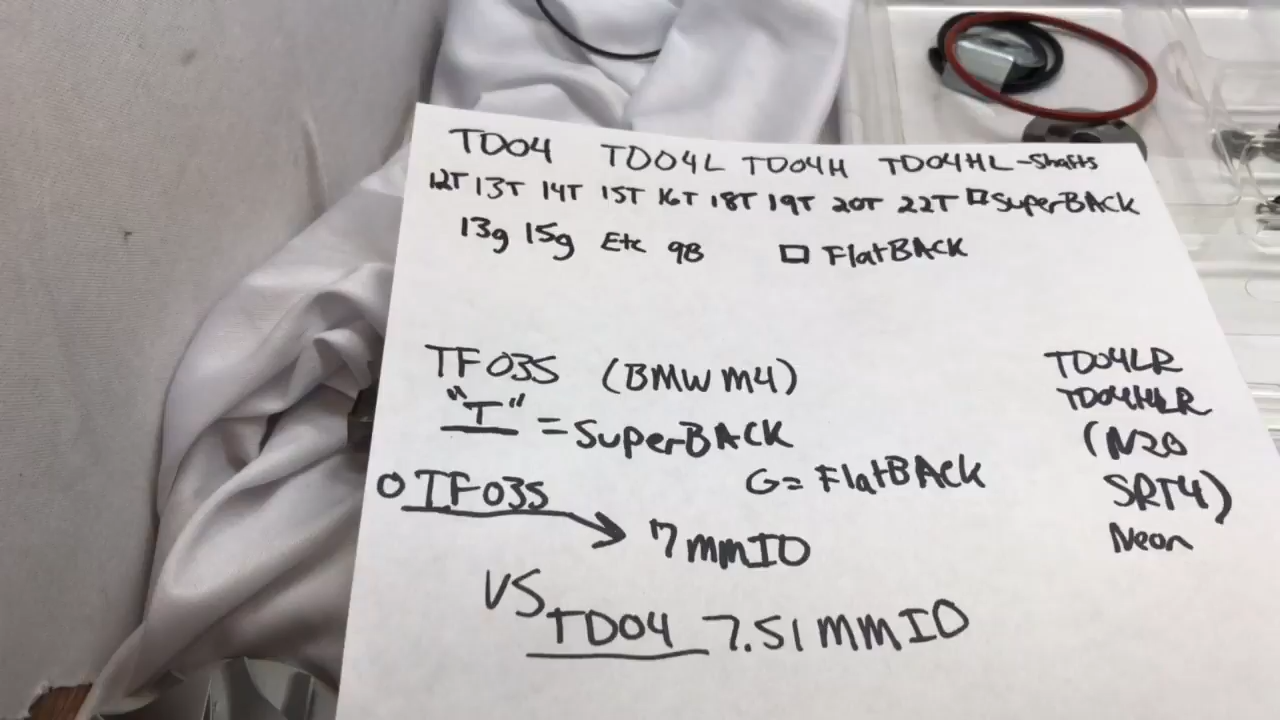 TD04 TD04L TD04H TD04HL-Shafts
12T 13T 14T 15T 16T 18T 19T 20T 22T SuperBACK
13g 15g Etc 9B FlatBACK
TF035 (BMW M4)
"T" = SuperBACK
G= FlatBACK
TF035
7mmID
VS
TD04 7.51mmID
TD04LR
TD04HLR
(N20
SRT4)
Neon